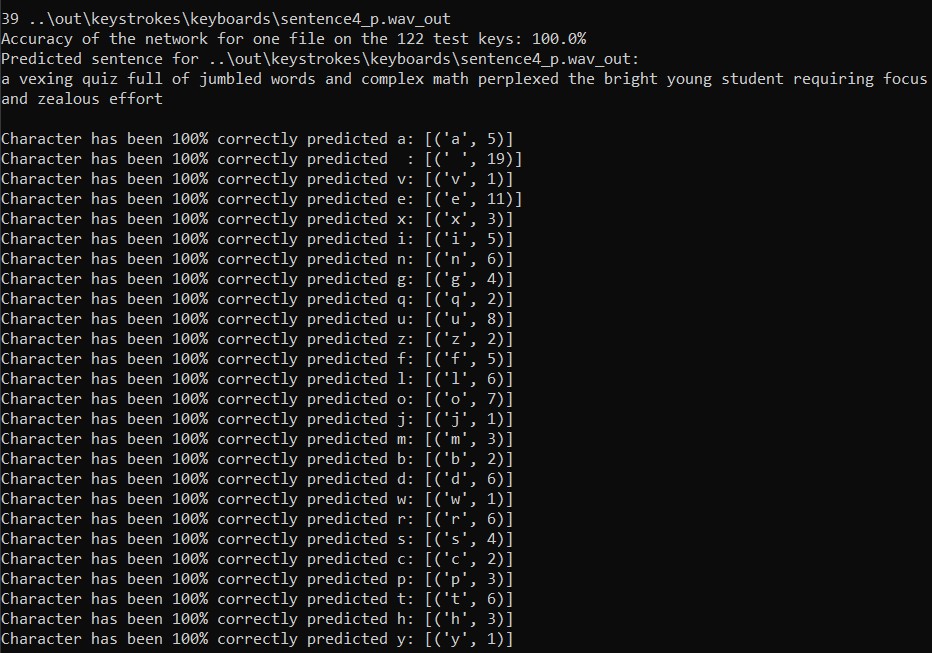 39 ..\out\keystrokes\keyboards\sentence4_p.wav_out
Accuracy of the network for one file on the 122 test keys: 100.0%
Predicted sentence for ..\out\keystrokes\keyboards\sentence4_p.wav_out:
a vexing quiz full of jumbled words and complex math perplexed the bright young student requiring focus
and zealous effort
Character has been 100% correctly predicted a: [('a', 5)]
Character has been 100% correctly predicted  : [(' ', 19)]
Character has been 100% correctly predicted v: [('v', 1)]
Character has been 100% correctly predicted e: [('e', 11)]
Character has been 100% correctly predicted x: [('x', 3)]
Character has been 100% correctly predicted i: [('i', 5)]
Character has been 100% correctly predicted n: [('n', 6)]
Character has been 100% correctly predicted g: [('g', 4)]
Character has been 100% correctly predicted q: [('q', 2)]
Character has been 100% correctly predicted u: [('u', 8)]
Character has been 100% correctly predicted z: [('z', 2)]
Character has been 100% correctly predicted f: [('f', 5)]
Character has been 100% correctly predicted l: [('l', 6)]
Character has been 100% correctly predicted o: [('o', 7)]
Character has been 100% correctly predicted j: [('j', 1)]
Character has been 100% correctly predicted m: [('m', 3)]
Character has been 100% correctly predicted b: [('b', 2)]
Character has been 100% correctly predicted d: [('d', 6)]
Character has been 100% correctly predicted w: [('w', 1)]
Character has been 100% correctly predicted r: [('r', 6)]
Character has been 100% correctly predicted s: [('s', 4)]
Character has been 100% correctly predicted c: [('c', 2)]
Character has been 100% correctly predicted p: [('p', 3)]
Character has been 100% correctly predicted t: [('t', 6)]
Character has been 100% correctly predicted h: [('h', 3)]
Character has been 100% correctly predicted y: [('y', 1)]